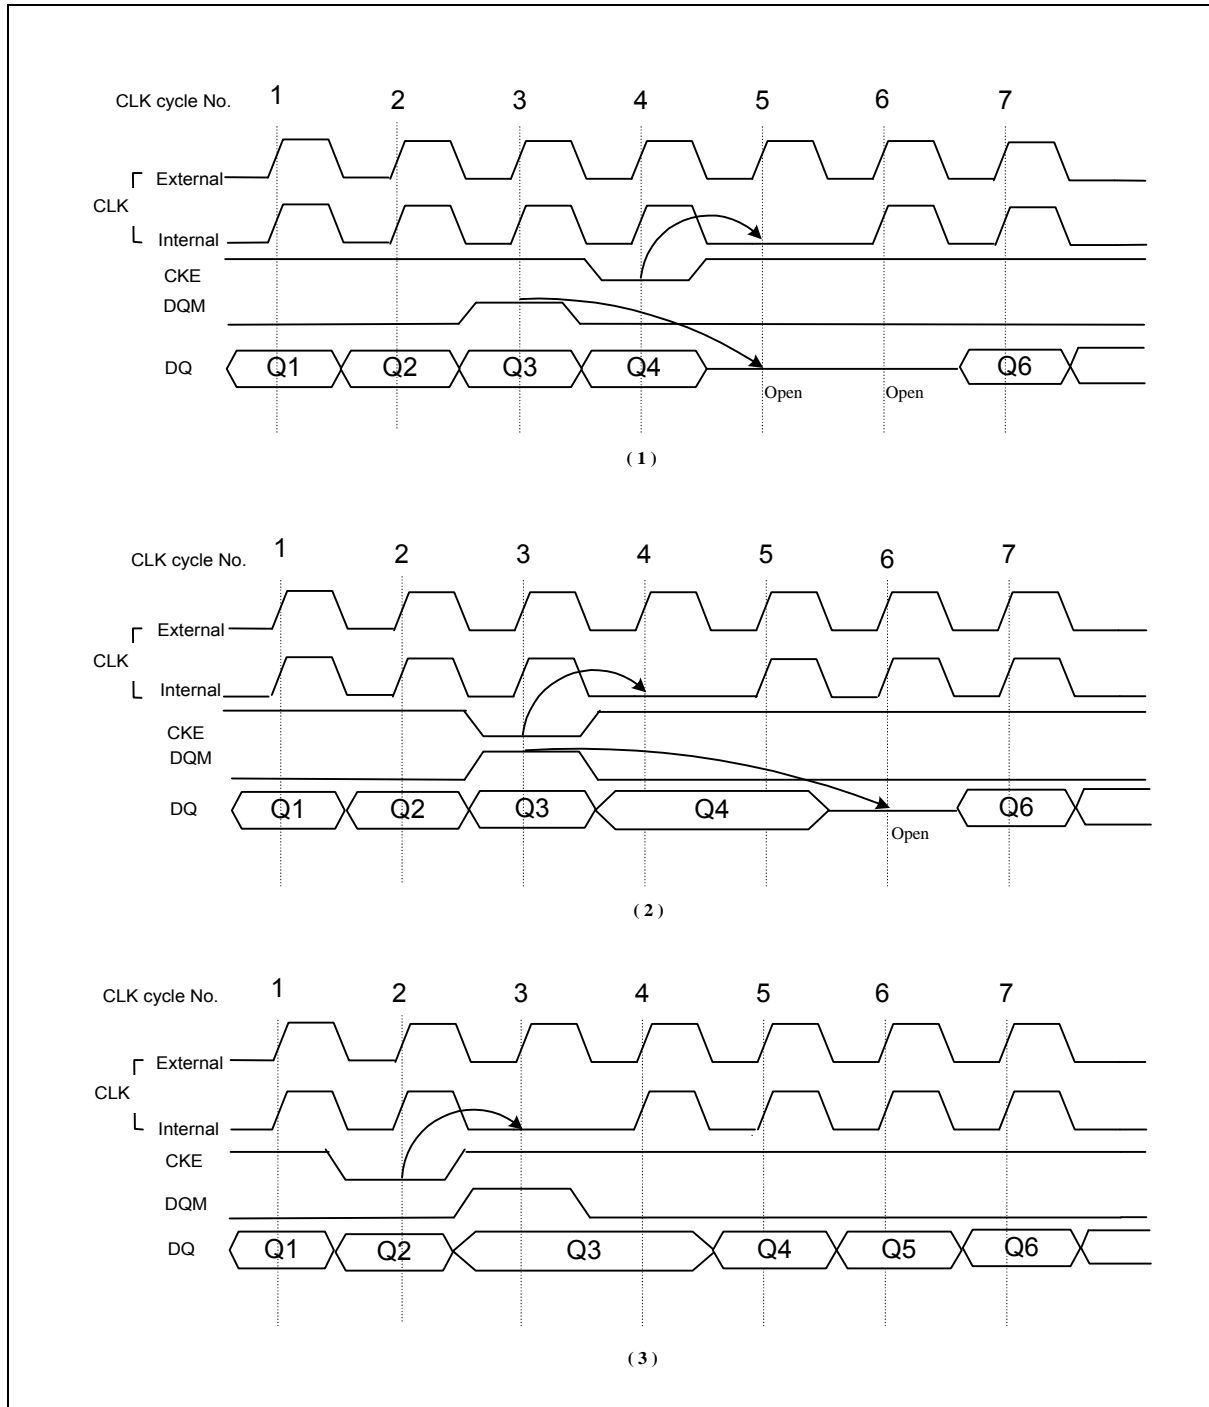 CLK cycle No. 1 2 3 4 5 6 7
External
CLK
Internal
CKE
DQM
DQ Q1 Q2 Q3 Q4 Q6
Open Open
( 1 )
CLK cycle No. 1 2 3 4 5 6 7
External
CLK
Internal
CKE
DQM
DQ Q1 Q2 Q3 Q4 Q6
Open
( 2 )
CLK cycle No. 1 2 3 4 5 6 7
External
CLK
Internal
CKE
DQM
DQ Q1 Q2 Q3 Q4 Q5 Q6
( 3 )